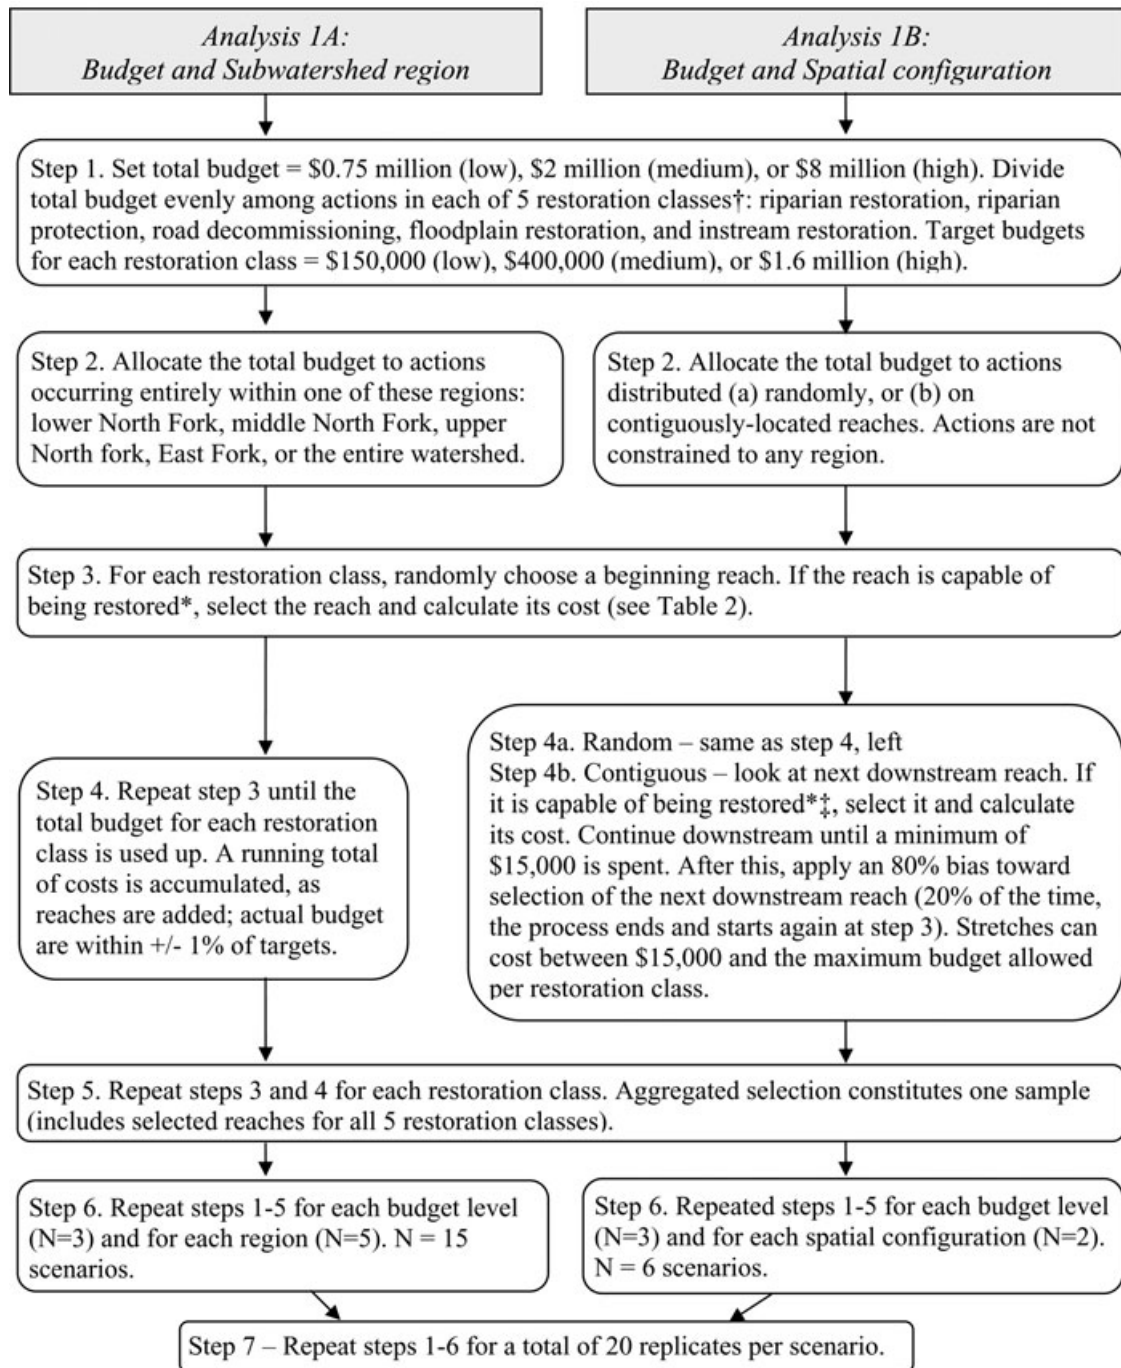 Analysis 1A:
Budget and Subwatershed region
Analysis 1B:
Budget and Spatial configuration
Step 1. Set total budget = $0.75 million (low), $2 million (medium), or $8 million (high). Divide
total budget evenly among actions in each of 5 restoration classes†: riparian restoration, riparian
protection, road decommissioning, floodplain restoration, and instream restoration. Target budgets
for each restoration class = $150,000 (low), $400,000 (medium), or $1.6 million (high).
Step 2. Allocate the total budget to actions
occurring entirely within one of these regions:
lower North Fork, middle North Fork, upper
North fork, East Fork, or the entire watershed.
Step 2. Allocate the total budget to actions
distributed (a) randomly, or (b) on
contiguously-located reaches. Actions are not
constrained to any region.
Step 3. For each restoration class, randomly choose a beginning reach. If the reach is capable of
being restored*, select the reach and calculate its cost (see Table 2).
Step 4. Repeat step 3 until the
total budget for each restoration
class is used up. A running total
of costs is accumulated, as
reaches are added; actual budget
are within +/- 1% of targets.
Step 4a. Random – same as step 4, left
Step 4b. Contiguous – look at next downstream reach. If
it is capable of being restored*‡, select it and calculate
its cost. Continue downstream until a minimum of
$15,000 is spent. After this, apply an 80% bias toward
selection of the next downstream reach (20% of the time,
the process ends and starts again at step 3). Stretches can
cost between $15,000 and the maximum budget allowed
per restoration class.
Step 5. Repeat steps 3 and 4 for each restoration class. Aggregated selection constitutes one sample
(includes selected reaches for all 5 restoration classes).
Step 6. Repeat steps 1-5 for each budget level
(N=3) and for each region (N=5). N = 15
scenarios.
Step 6. Repeated steps 1-5 for each budget level
(N=3) and for each spatial configuration (N=2).
N = 6 scenarios.
Step 7 – Repeat steps 1-6 for a total of 20 replicates per scenario.